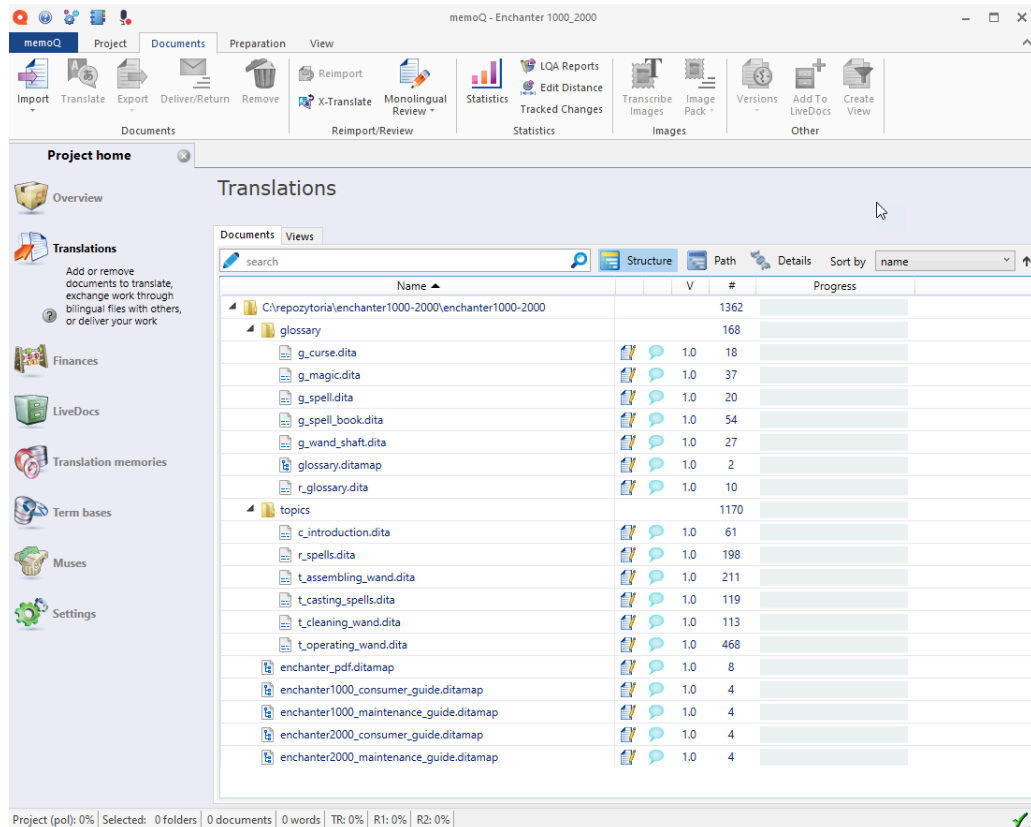 memoQ - Enchanter 1000_2000
memoQ Project Documents Preparation View
Import Translate Export Deliver/Return Remove
Documents
Reimport
X-Translate
Monolingual Review
Reimport/Review
Statistics
LQA Reports
Edit Distance
Tracked Changes
Statistics
Transcribe Images
Image Pack
Images
Versions
Add To LiveDocs
Create View
Other
Project home
Overview
Translations
Add or remove
documents to translate,
exchange work through
bilingual files with others,
or deliver your work
Finances
LiveDocs
Translation memories
Term bases
Muses
Settings
Translations
Documents Views
search Structure Path Details Sort by name
Name V # Progress
C:\repozytoria\enchanter1000-2000\enchanter1000-2000 1362
glossary 168
g_curse.dita 1.0 18
g_magic.dita 1.0 37
g_spell.dita 1.0 20
g_spell_book.dita 1.0 54
g_wand_shaft.dita 1.0 27
glossary.ditamap 1.0 2
r_glossary.dita 1.0 10
topics 1170
c_introduction.dita 1.0 61
r_spells.dita 1.0 198
t_assembling_wand.dita 1.0 211
t_casting_spells.dita 1.0 119
t_cleaning_wand.dita 1.0 113
t_operating_wand.dita 1.0 468
enchanter_pdf.ditamap 1.0 8
enchanter1000_consumer_guide.ditamap 1.0 4
enchanter1000_maintenance_guide.ditamap 1.0 4
enchanter2000_consumer_guide.ditamap 1.0 4
enchanter2000_maintenance_guide.ditamap 1.0 4
Project (pol): 0% Selected: 0 folders 0 documents 0 words TR: 0% R1: 0% R2: 0%